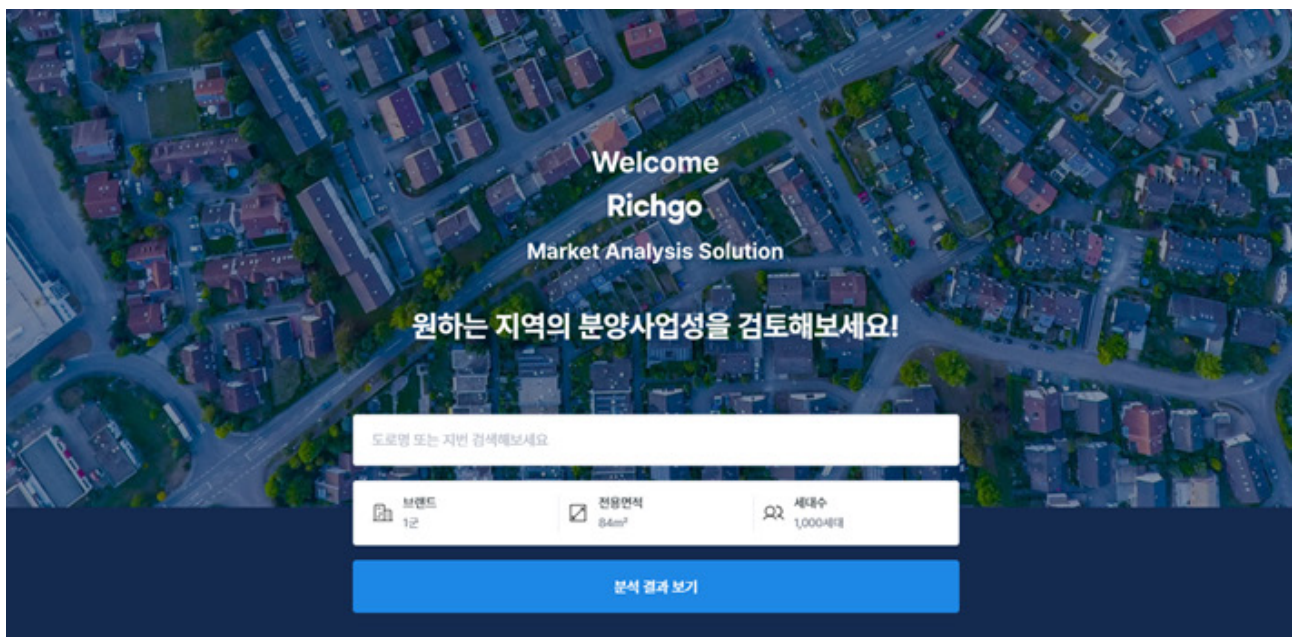 Welcome
Richgo
Market Analysis Solution
원하는 지역의 분양사업성을 검토해보세요!
도로명 또는 지번 검색해보세요
브랜드
1군
전용면적
84m²
세대수
1,000세대
분석 결과 보기